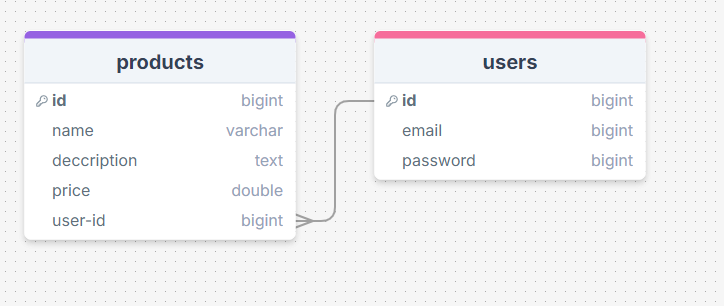 products
id bigint
name varchar
deccription text
price double
user-id bigint
users
id bigint
email bigint
password bigint